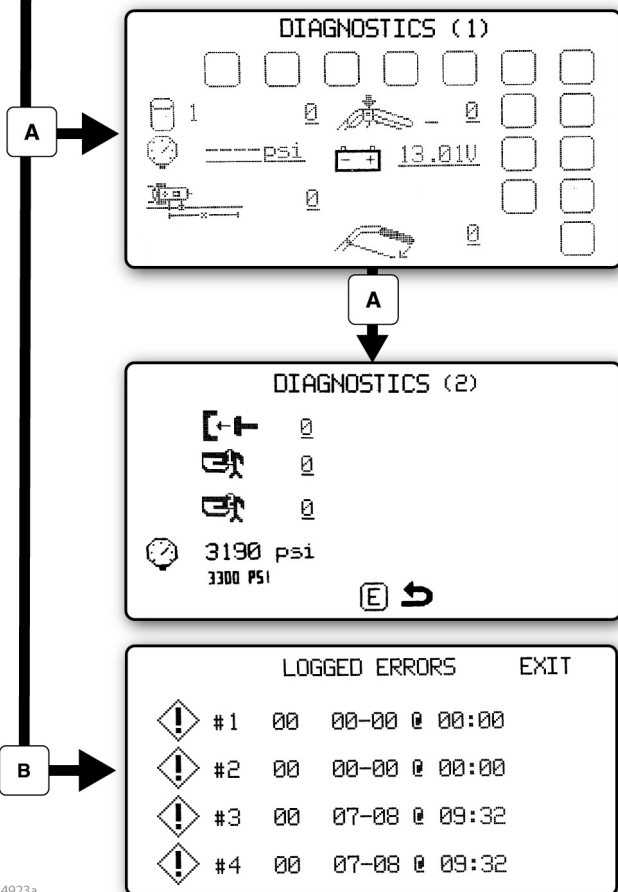 DIAGNOSTICS (1)
A
1 0 _ 0
----psi - + 13.01V
x 0
0
A
DIAGNOSTICS (2)
0
0
0
3190 psi
3300 PSI
E
LOGGED ERRORS EXIT
! #1 00 00-00 @ 00:00
! #2 00 00-00 @ 00:00
B
! #3 00 07-08 @ 09:32
! #4 00 07-08 @ 09:32
4923a